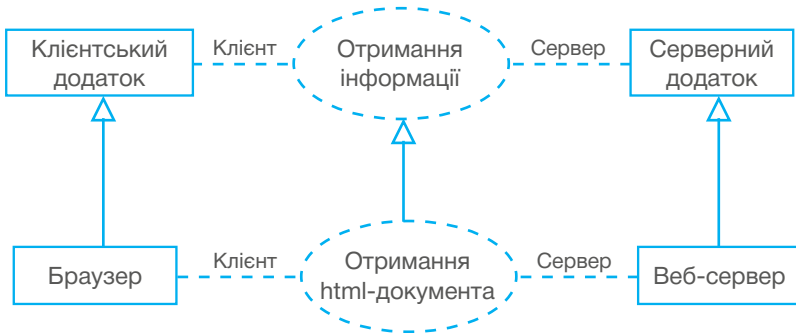 Клієнтський
додаток
Клієнт
Отримання
інформації
Сервер
Серверний
додаток
Браузер
Клієнт
Отримання
html-документа
Сервер
Веб-сервер